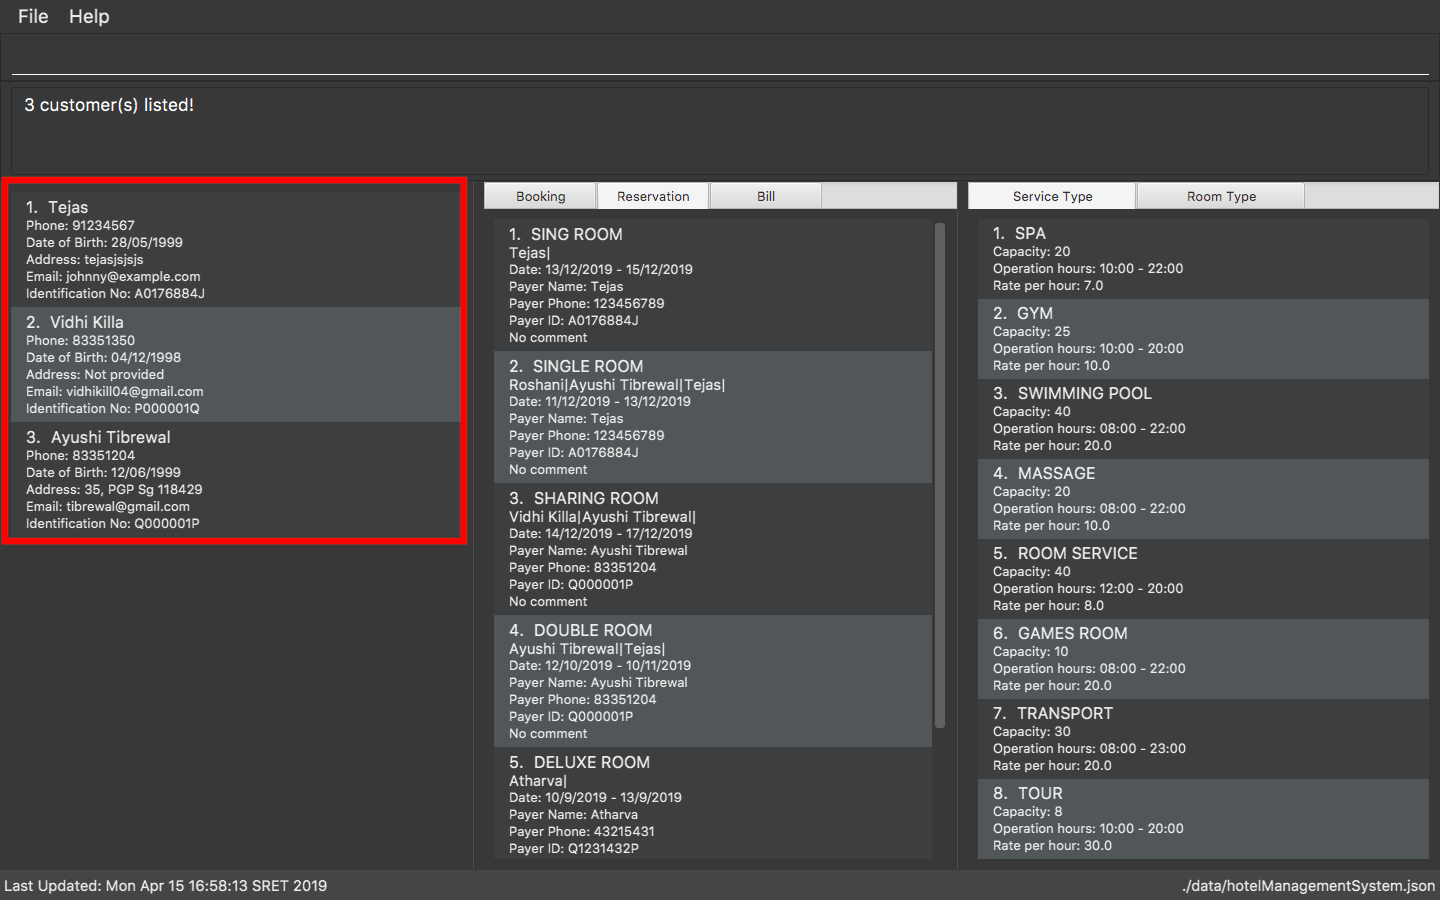 File Help
3 customer(s) listed!
1. Tejas
Phone: 91234567
Date of Birth: 28/05/1999
Address: tejasjsjsjs
Email: johnny@example.com
Identification No: A0176884J
2. Vidhi Killa
Phone: 83351350
Date of Birth: 04/12/1998
Address: Not provided
Email: vidhikill04@gmail.com
Identification No: P000001Q
3. Ayushi Tibrewal
Phone: 83351204
Date of Birth: 12/06/1999
Address: 35, PGP Sg 118429
Email: tibrewal@gmail.com
Identification No: Q000001P
Booking Reservation Bill
1. SING ROOM
Tejas|
Date: 13/12/2019 - 15/12/2019
Payer Name: Tejas
Payer Phone: 123456789
Payer ID: A0176884J
No comment
2. SINGLE ROOM
Roshani|Ayushi Tibrewal|Tejas|
Date: 11/12/2019 - 13/12/2019
Payer Name: Tejas
Payer Phone: 123456789
Payer ID: A0176884J
No comment
3. SHARING ROOM
Vidhi Killa|Ayushi Tibrewal|
Date: 14/12/2019 - 17/12/2019
Payer Name: Ayushi Tibrewal
Payer Phone: 83351204
Payer ID: Q000001P
No comment
4. DOUBLE ROOM
Ayushi Tibrewal|Tejas|
Date: 12/10/2019 - 10/11/2019
Payer Name: Ayushi Tibrewal
Payer Phone: 83351204
Payer ID: Q000001P
No comment
5. DELUXE ROOM
Atharva|
Date: 10/9/2019 - 13/9/2019
Payer Name: Atharva
Payer Phone: 43215431
Payer ID: Q1231432P
Service Type Room Type
1. SPA
Capacity: 20
Operation hours: 10:00 - 22:00
Rate per hour: 7.0
2. GYM
Capacity: 25
Operation hours: 10:00 - 20:00
Rate per hour: 10.0
3. SWIMMING POOL
Capacity: 40
Operation hours: 08:00 - 22:00
Rate per hour: 20.0
4. MASSAGE
Capacity: 20
Operation hours: 08:00 - 22:00
Rate per hour: 10.0
5. ROOM SERVICE
Capacity: 40
Operation hours: 12:00 - 20:00
Rate per hour: 8.0
6. GAMES ROOM
Capacity: 10
Operation hours: 08:00 - 22:00
Rate per hour: 20.0
7. TRANSPORT
Capacity: 30
Operation hours: 08:00 - 23:00
Rate per hour: 20.0
8. TOUR
Capacity: 8
Operation hours: 10:00 - 20:00
Rate per hour: 30.0
Last Updated: Mon Apr 15 16:58:13 SRET 2019
./data/hotelManagementSystem.json